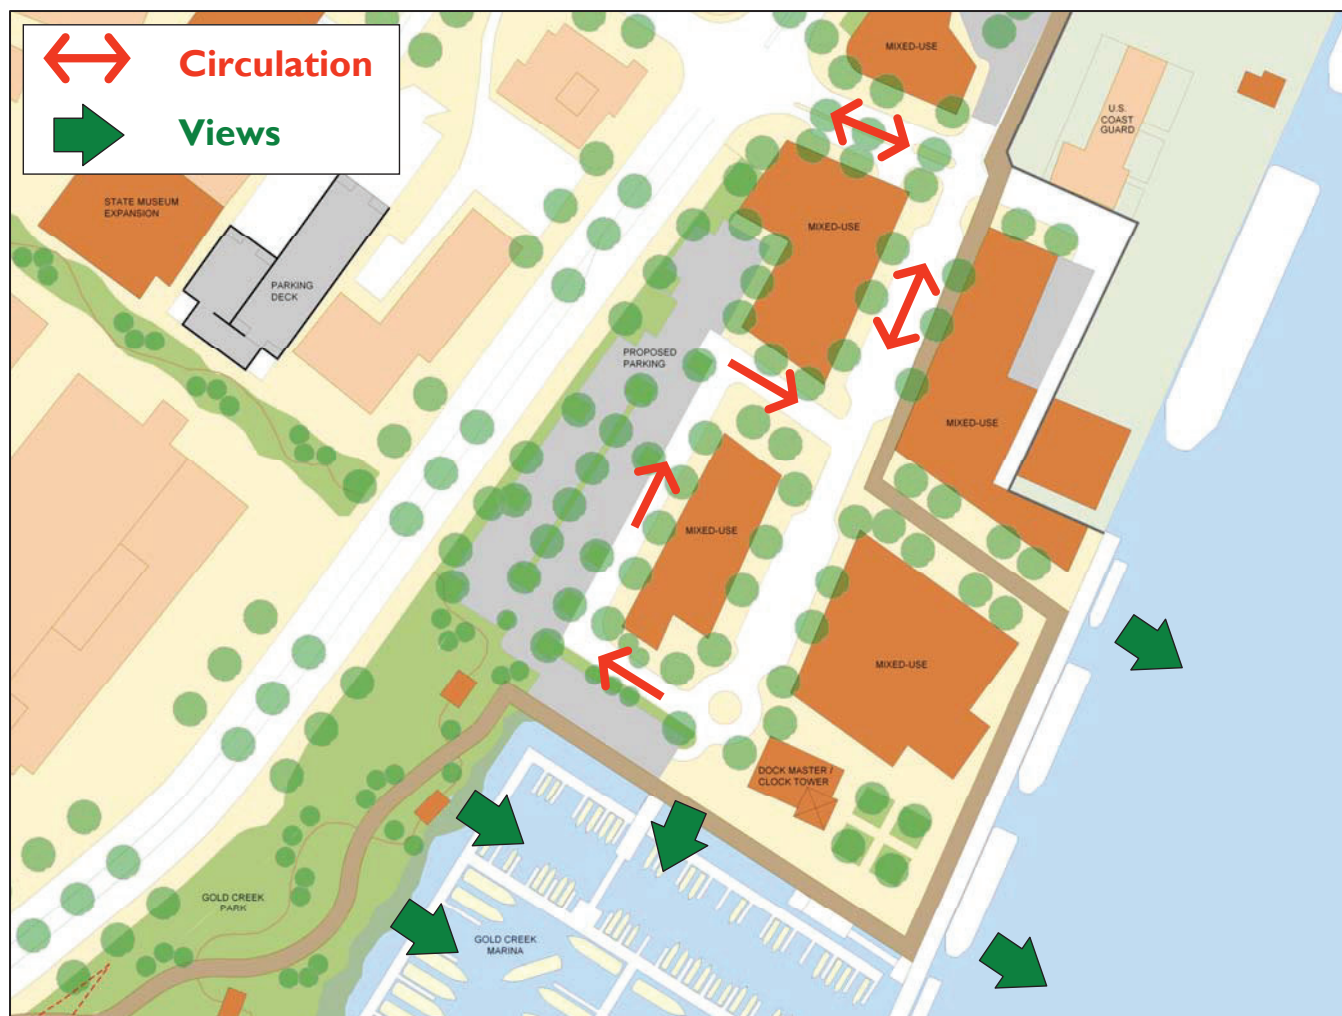 Circulation
Views
MIXED-USE
U.S.
COAST
GUARD
STATE MUSEUM
EXPANSION
MIXED-USE
PARKING
DECK
PROPOSED
PARKING
MIXED-USE
MIXED-USE
MIXED-USE
DOCK MASTER /
CLOCK TOWER
GOLD CREEK
PARK
GOLD CREEK
MARINA